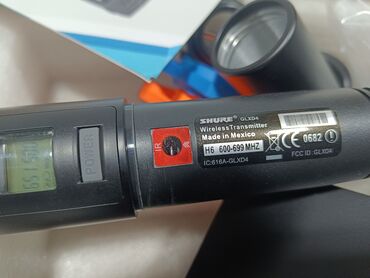 SHURE GLXD4
Wireless Transmitter
Made in Mexico
H6 600-699 MHZ
0682
IC:616A-GLXD4
FCC ID: GLXD4
POWER
IR